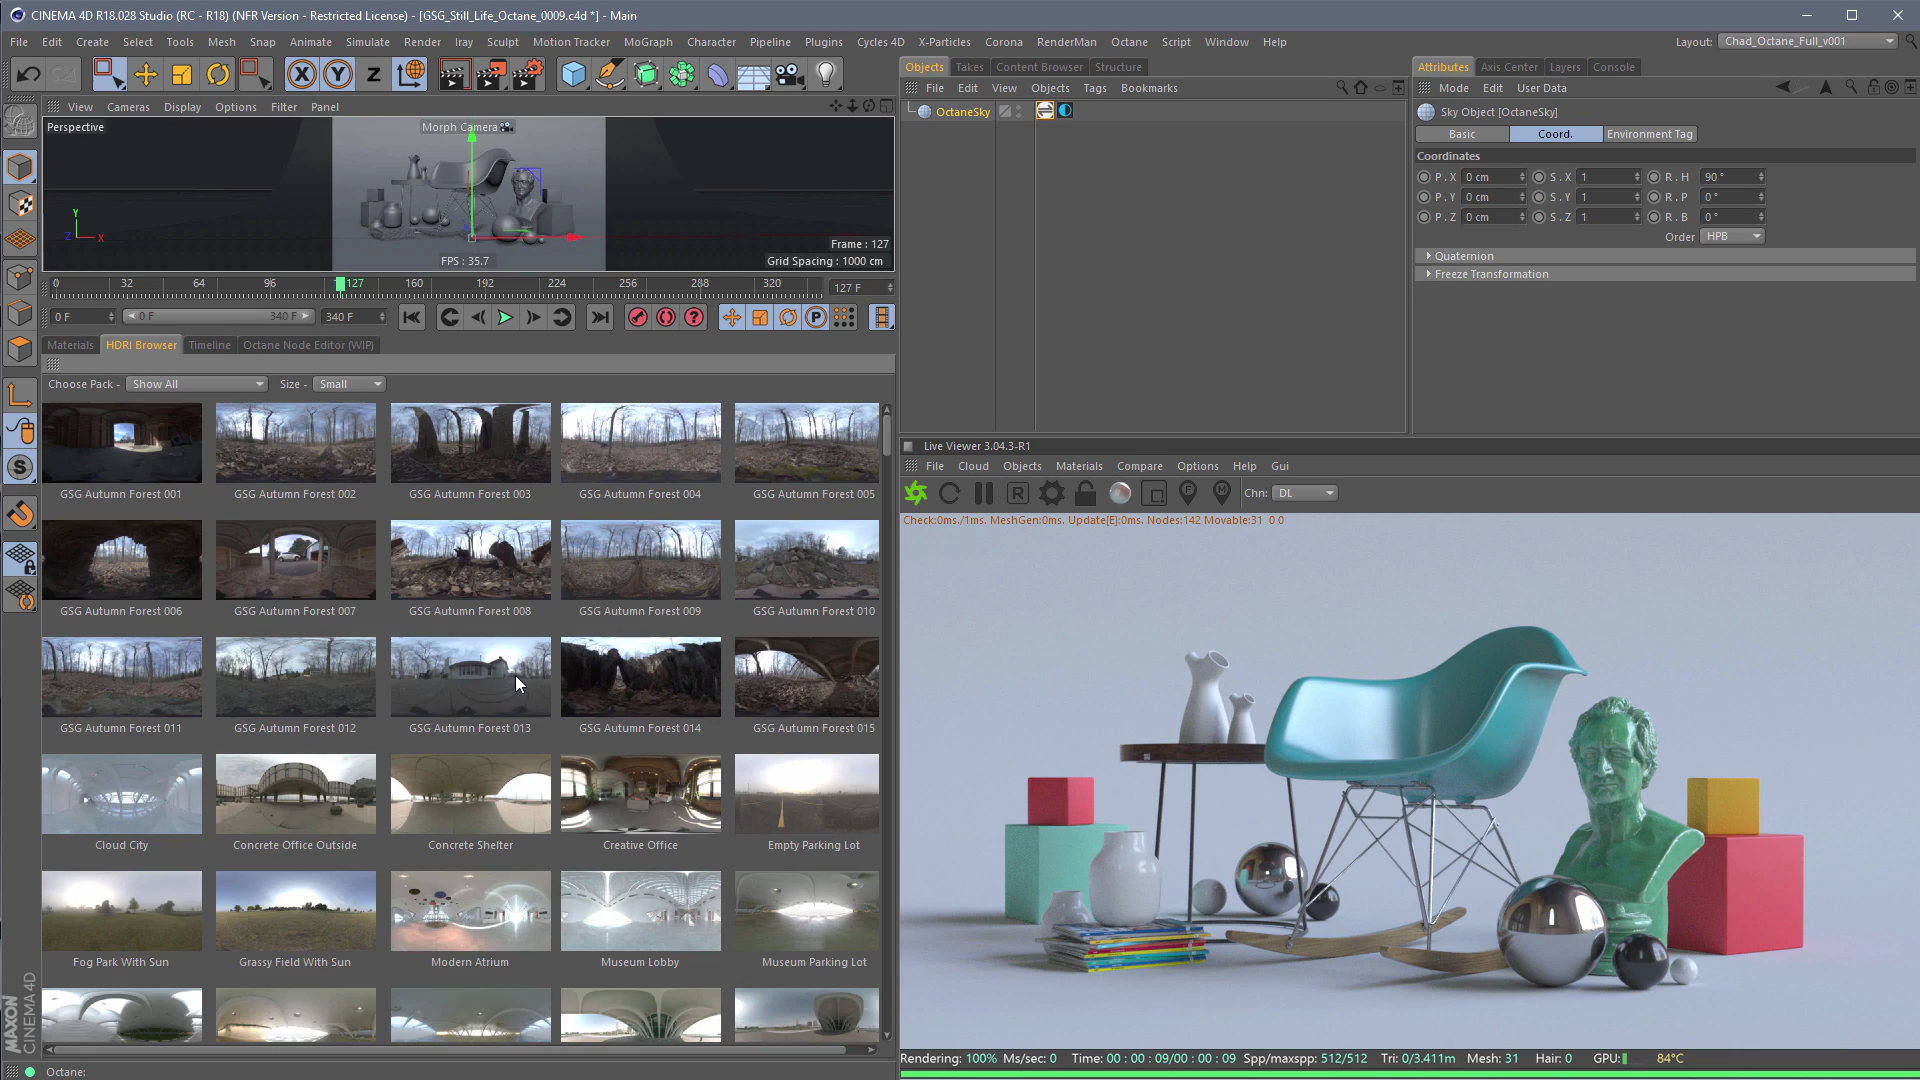 CINEMA 4D R18.028 Studio (RC - R18) (NFR Version - Restricted License) - [GSG_Still_Life_Octane_0009.c4d *] - Main
File Edit Create Select Tools Mesh Snap Animate Simulate Render Iray Sculpt Motion Tracker MoGraph Character Pipeline Plugins Cycles 4D X-Particles Corona RenderMan Octane Script Window Help
Layout: Chad_Octane_Full_v001
X Y Z
View Cameras Display Options Filter Panel
Perspective
Morph Camera
Y
Z X
Frame : 127
FPS : 35.7
Grid Spacing : 1000 cm
0 32 64 96 127 160 192 224 256 288 320
127 F
0 F 0 F 340 F 340 F
P
S
Materials HDRI Browser Timeline Octane Node Editor (WIP)
Choose Pack - Show All Size - Small
GSG Autumn Forest 001 GSG Autumn Forest 002 GSG Autumn Forest 003 GSG Autumn Forest 004 GSG Autumn Forest 005
GSG Autumn Forest 006 GSG Autumn Forest 007 GSG Autumn Forest 008 GSG Autumn Forest 009 GSG Autumn Forest 010
GSG Autumn Forest 011 GSG Autumn Forest 012 GSG Autumn Forest 013 GSG Autumn Forest 014 GSG Autumn Forest 015
Cloud City Concrete Office Outside Concrete Shelter Creative Office Empty Parking Lot
Fog Park With Sun Grassy Field With Sun Modern Atrium Museum Lobby Museum Parking Lot
MAXON
CINEMA 4D
Octane:
Objects Takes Content Browser Structure
File Edit View Objects Tags Bookmarks
OctaneSky
Attributes Axis Center Layers Console
Mode Edit User Data
Sky Object [OctaneSky]
Basic Coord. Environment Tag
Coordinates
P . X 0 cm S . X 1 R . H 90 °
P . Y 0 cm S . Y 1 R . P 0 °
P . Z 0 cm S . Z 1 R . B 0 °
Order HPB
Quaternion
Freeze Transformation
Live Viewer 3.04.3-R1
File Cloud Objects Materials Compare Options Help Gui
R F M Chn: DL
Check:0ms./1ms. MeshGen:0ms. Update[E]:0ms. Nodes:142 Movable:31 0 0
Rendering: 100% Ms/sec: 0 Time: 00 : 00 : 09/00 : 00 : 09 Spp/maxspp: 512/512 Tri: 0/3.411m Mesh: 31 Hair: 0 GPU: 84°C